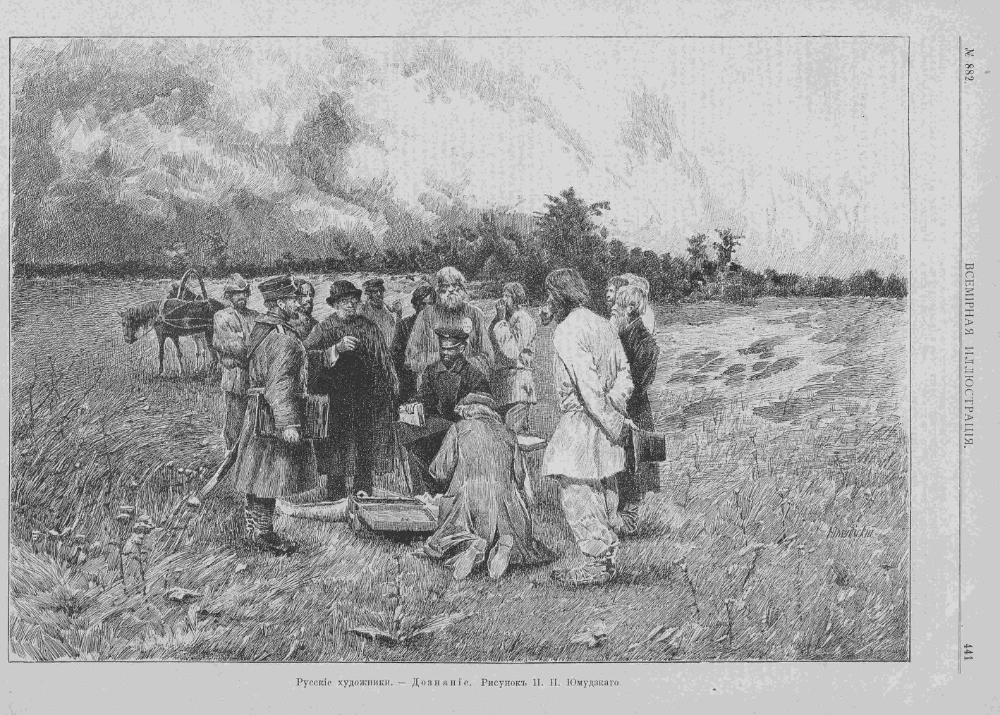 № 882.
ВСЕМІРНАЯ ИЛЛЮСТРАЦІЯ.
441
Русскіе художники. — Дознаніе. Рисунокъ П. П. Юмудзкаго.